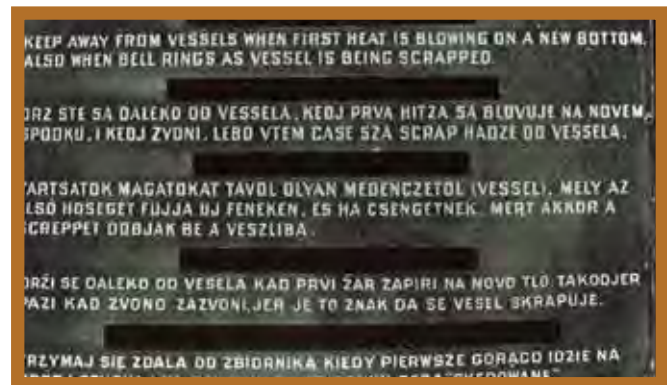 KEEP AWAY FROM VESSELS WHEN FIRST HEAT IS BLOWING ON A NEW BOTTOM,
ALSO WHEN BELL RINGS AS VESSEL IS BEING SCRAPPED.
DRZ STE SA DALEKO OD VESSELA, KEDJ PRVA HITZA SA BLUVUJE NA NOVEM,
SPODKU, I KEDJ ZVONI, LEBO VTEM CASE SZA SCRAP HADZE DO VESSELA.
TARTSATOK MAGATOKAT TAVOL OLYAN MEDENCZETOL (VESSEL), MELY AZ
ELSO HOSEGET FUJJA UJ FENEKEN, ES HA CSENGETNEK. MERT AKKOR A
SCREPPET DOBJAK BE A VESZLIBA.
DRŽI SE DALEKO OD VESELA KAD PRVI ŽAR ZAPIRI NA NOVO TLO. TAKODJER
PAZI KAD ZVONO ZAZVONI, JER JE TO ZNAK DA SE VESEL SKRAPUJE.
TRZYMAJ SIE ZDALA OD ZBIORNIKA KIEDY PIERWSZE GORACO IDZIE NA